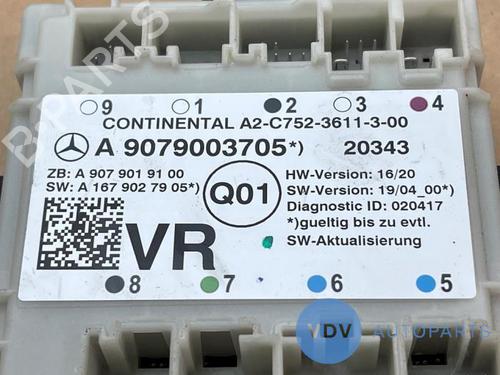 9 1 2 3 4
CONTINENTAL A2-C752-3611-3-00
A 9079003705*) 20343
ZB: A 907 901 91 00
SW: A 167 902 79 05*)
Q01
HW-Version: 16/20
SW-Version: 19/04_00*)
Diagnostic ID: 020417
*)gueltig bis zu evtl.
SW-Aktualisierung
VR
8 7 6 5
B-PARTS
YDV AUTOPARTS